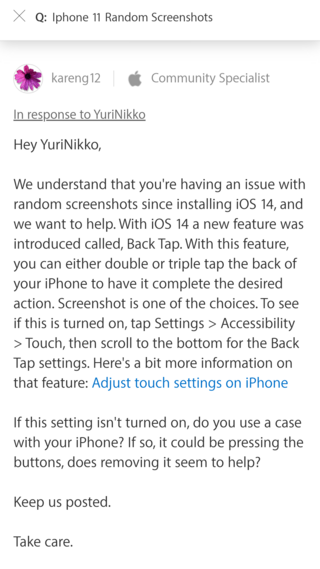 Q: Iphone 11 Random Screenshots
kareng12 Community Specialist
In response to YuriNikko
Hey YuriNikko,
We understand that you're having an issue with
random screenshots since installing iOS 14, and
we want to help. With iOS 14 a new feature was
introduced called, Back Tap. With this feature,
you can either double or triple tap the back of
your iPhone to have it complete the desired
action. Screenshot is one of the choices. To see
if this is turned on, tap Settings > Accessibility
> Touch, then scroll to the bottom for the Back
Tap settings. Here's a bit more information on
that feature: Adjust touch settings on iPhone
If this setting isn't turned on, do you use a case
with your iPhone? If so, it could be pressing the
buttons, does removing it seem to help?
Keep us posted.
Take care.